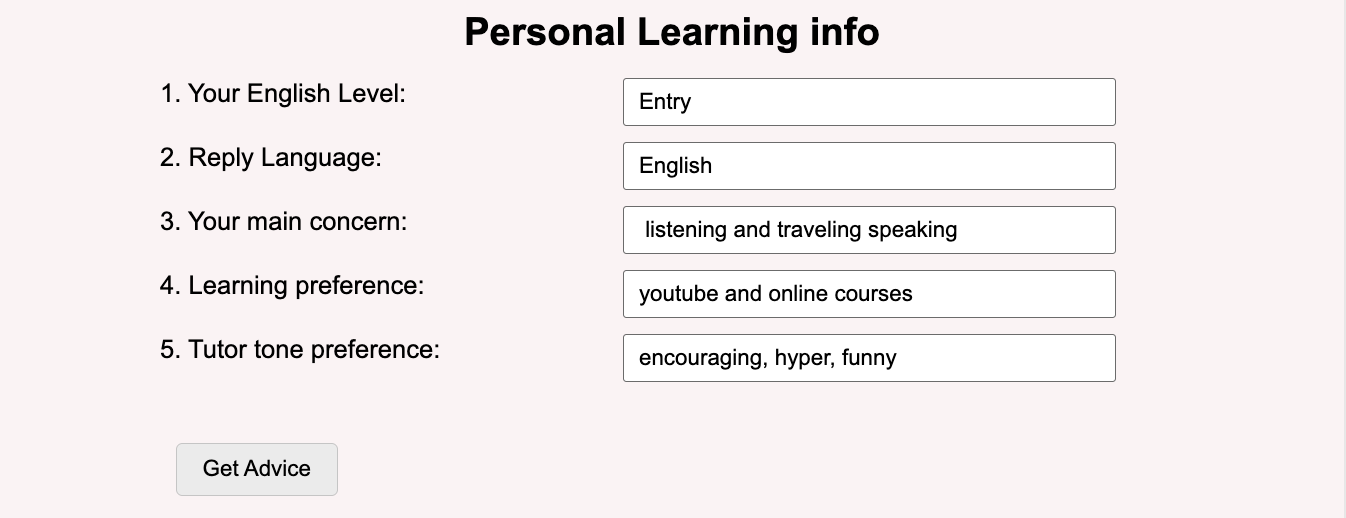 Personal Learning info
1. Your English Level: Entry
2. Reply Language: English
3. Your main concern: listening and traveling speaking
4. Learning preference: youtube and online courses
5. Tutor tone preference: encouraging, hyper, funny
Get Advice